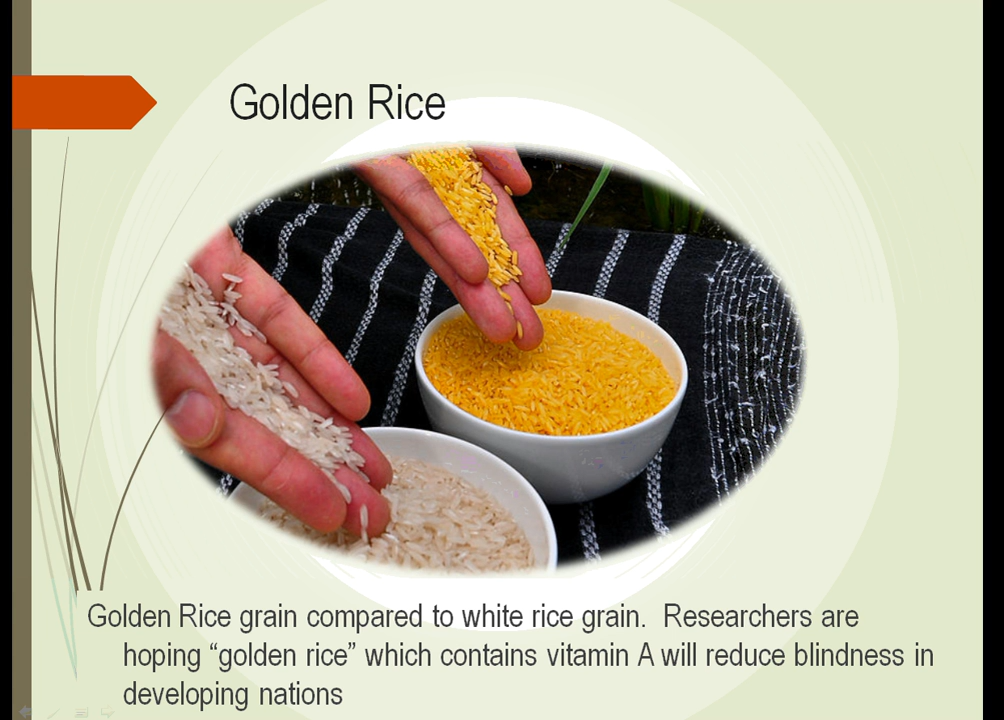 Golden Rice
Golden Rice grain compared to white rice grain.  Researchers are
hoping “golden rice” which contains vitamin A will reduce blindness in
developing nations